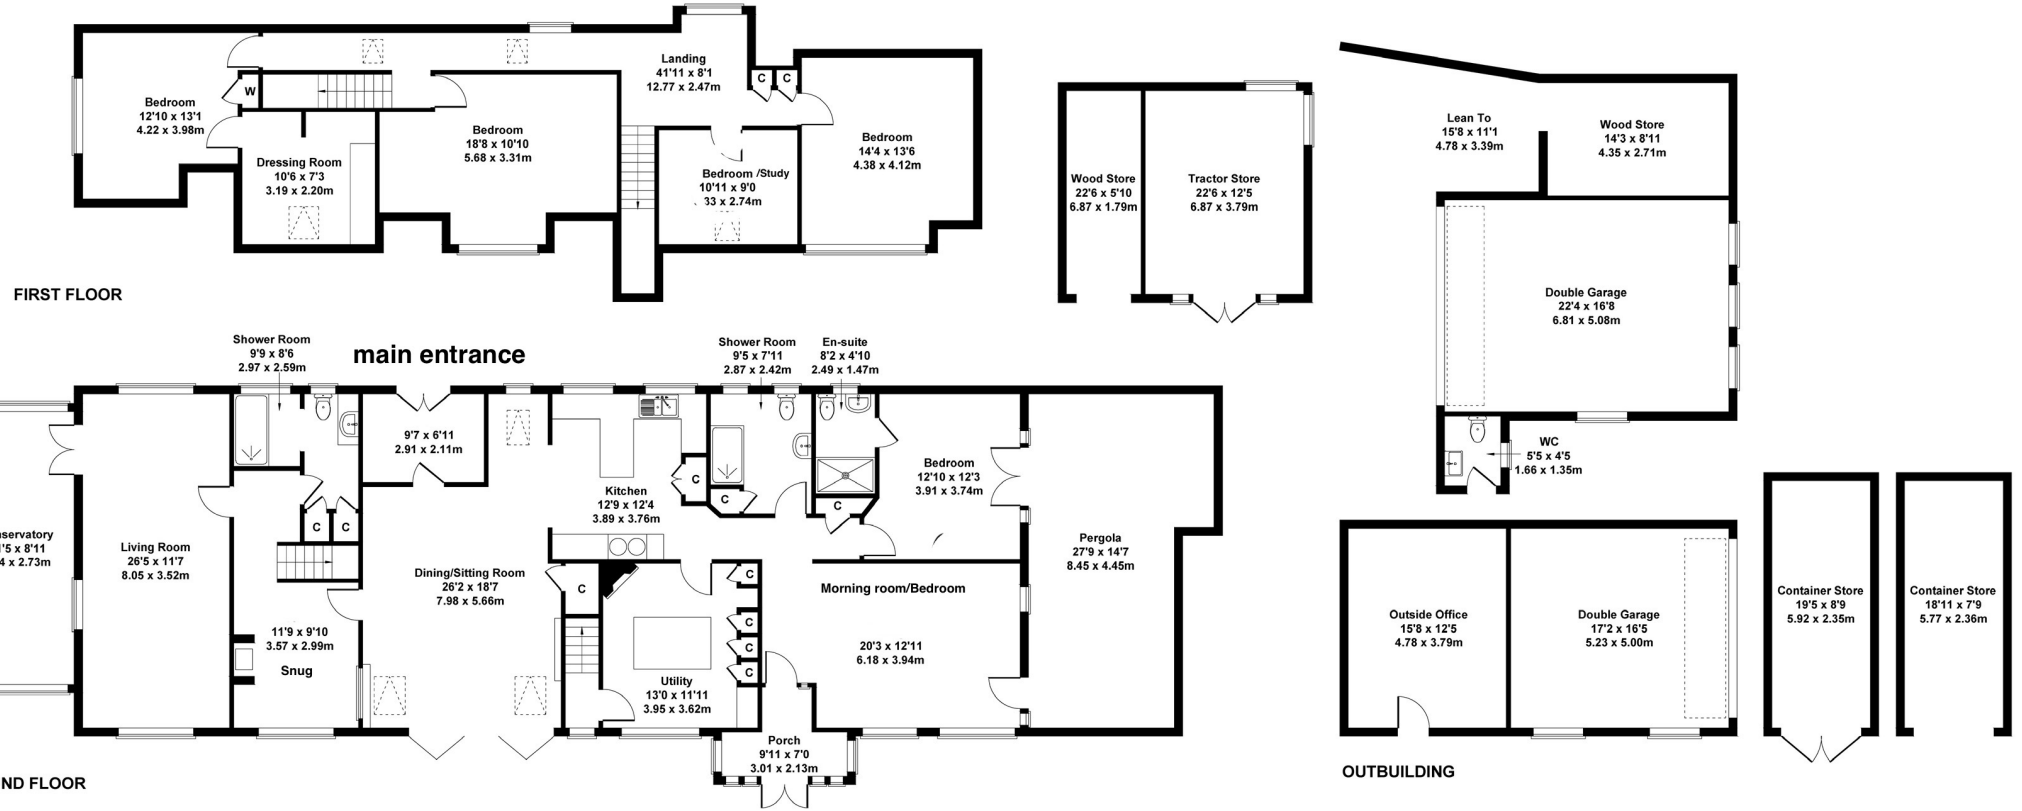 Landing
41'11 x 8'1
12.77 x 2.47m
C
C
W
Bedroom
12'10 x 13'1
4.22 x 3.98m
Bedroom
18'8 x 10'10
5.68 x 3.31m
Dressing Room
10'6 x 7'3
3.19 x 2.20m
Bedroom /Study
10'11 x 9'0
33 x 2.74m
Bedroom
14'4 x 13'6
4.38 x 4.12m
FIRST FLOOR
Wood Store
22'6 x 5'10
6.87 x 1.79m
Tractor Store
22'6 x 12'5
6.87 x 3.79m
Lean To
15'8 x 11'1
4.78 x 3.39m
Wood Store
14'3 x 8'11
4.35 x 2.71m
Double Garage
22'4 x 16'8
6.81 x 5.08m
WC
5'5 x 4'5
1.66 x 1.35m
Shower Room
9'9 x 8'6
2.97 x 2.59m
main entrance
Shower Room
9'5 x 7'11
2.87 x 2.42m
En-suite
8'2 x 4'10
2.49 x 1.47m
9'7 x 6'11
2.91 x 2.11m
Kitchen
12'9 x 12'4
3.89 x 3.76m
C
C
C
Bedroom
12'10 x 12'3
3.91 x 3.74m
C
C
servatory
'5 x 8'11
4 x 2.73m
Living Room
26'5 x 11'7
8.05 x 3.52m
Dining/Sitting Room
26'2 x 18'7
7.98 x 5.66m
C
C
C
C
C
Morning room/Bedroom
20'3 x 12'11
6.18 x 3.94m
Pergola
27'9 x 14'7
8.45 x 4.45m
11'9 x 9'10
3.57 x 2.99m
Snug
Utility
13'0 x 11'11
3.95 x 3.62m
Porch
9'11 x 7'0
3.01 x 2.13m
ND FLOOR
Outside Office
15'8 x 12'5
4.78 x 3.79m
Double Garage
17'2 x 16'5
5.23 x 5.00m
Container Store
19'5 x 8'9
5.92 x 2.35m
Container Store
18'11 x 7'9
5.77 x 2.36m
OUTBUILDING